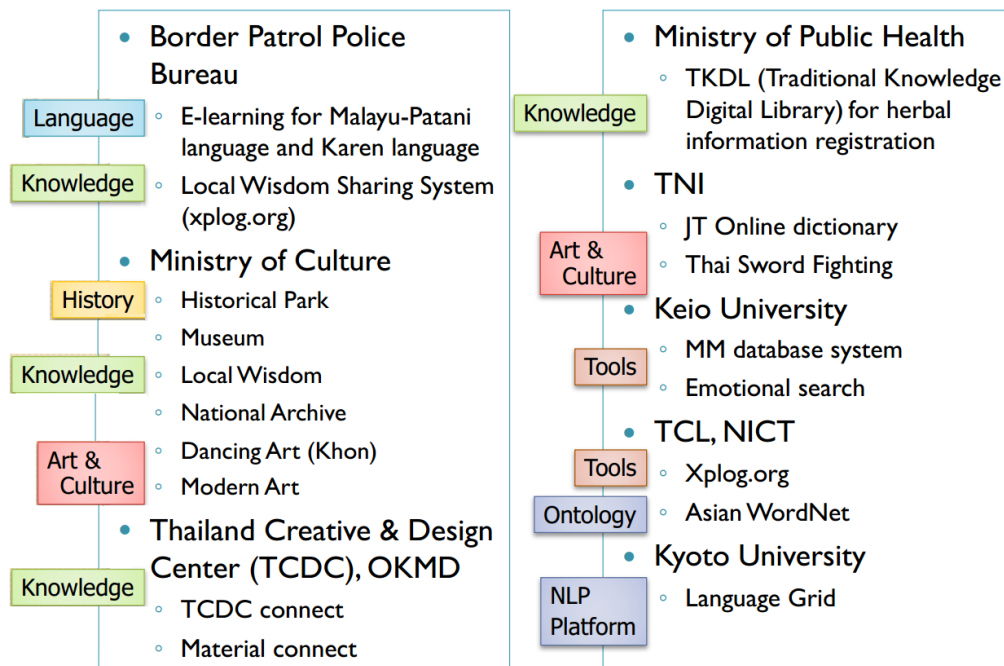 Border Patrol Police
Bureau
Language
E-learning for Malayu-Patani
language and Karen language
Knowledge
Local Wisdom Sharing System
(xplog.org)
Ministry of Culture
History
Historical Park
Museum
Knowledge
Local Wisdom
National Archive
Art &
Culture
Dancing Art (Khon)
Modern Art
Thailand Creative & Design
Center (TCDC), OKMD
Knowledge
TCDC connect
Material connect
Ministry of Public Health
Knowledge
TKDL (Traditional Knowledge
Digital Library) for herbal
information registration
TNI
JT Online dictionary
Art &
Culture
Thai Sword Fighting
Keio University
Tools
MM database system
Emotional search
TCL, NICT
Tools
Xplog.org
Ontology
Asian WordNet
Kyoto University
NLP
Platform
Language Grid